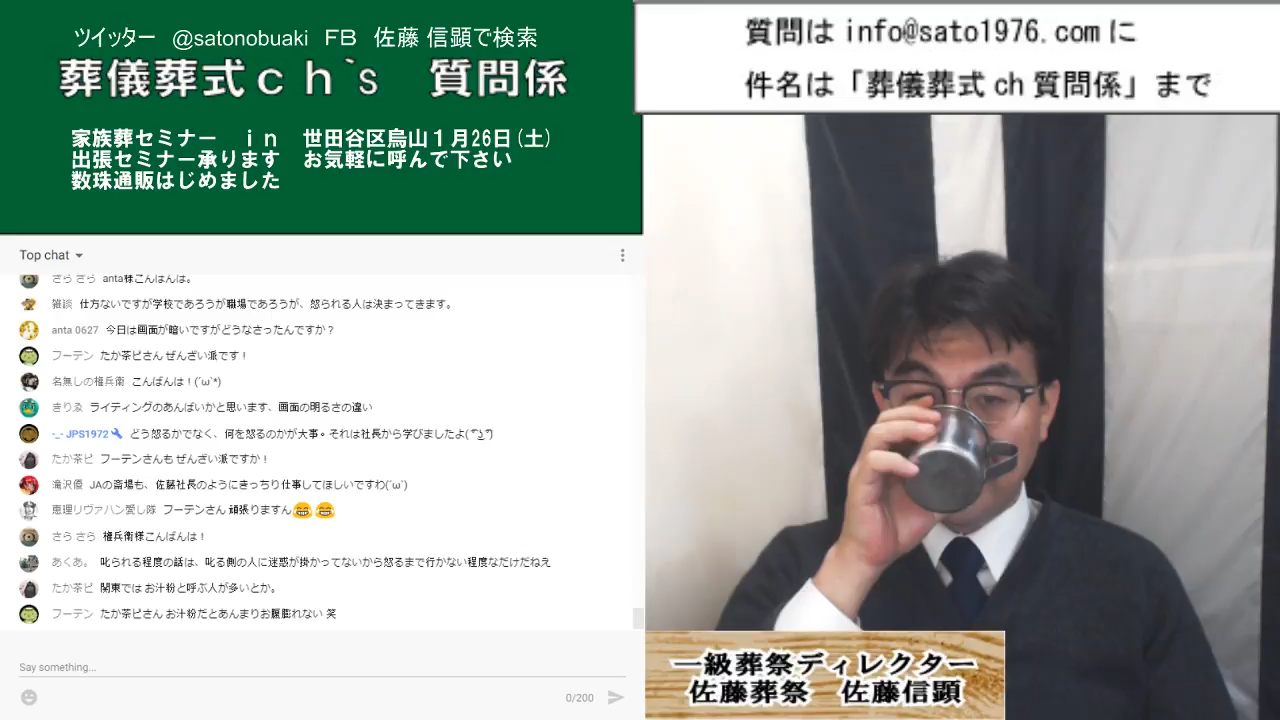 ツイッター @satonobuaki FB 佐藤 信顕で検索
葬儀葬式ch`s 質問係
家族葬セミナー in 世田谷区烏山1月26日(土)
出張セミナー承ります お気軽に呼んで下さい
数珠通販はじめました
質問は info@sato1976.com に
件名は「葬儀葬式 ch 質問係」まで
Top chat
さら さら anta様こんばんは。
雑談 仕方ないですが学校であろうが職場であろうが、怒られる人は決まってきます。
anta 0627 今日は画面が暗いですがどうなさったんですか？
フーテン たか茶ピさん ぜんざい派です！
名無しの権兵衛 こんばんは！(´ω`*)
きりゑ ライティングのあんばいかと思います、画面の明るさの違い
-_- JPS1972 どう怒るかでなく、何を怒るのかが大事。それは社長から学びましたよ( ͡° ͜ʖ ͡°)
たか茶ピ フーテンさんも ぜんざい派ですか！
滝沢優 JAの斎場も、佐藤社長のようにきっちり仕事してほしいですわ(´ω`)
恵理リヴァハン愛し隊 フーテンさん 頑張りますん😂 😂
さら さら 権兵衛様こんばんは！
あくあ。 叱られる程度の話は、叱る側の人に迷惑が掛かってないから怒るまで行かない程度なだけだねえ
たか茶ピ 関東では お汁粉と呼ぶ人が多いとか。
フーテン たか茶ピさん お汁粉だとあんまりお腹膨れない 笑
Say something...
0/200
一級葬祭ディレクター
佐藤葬祭 佐藤信顕